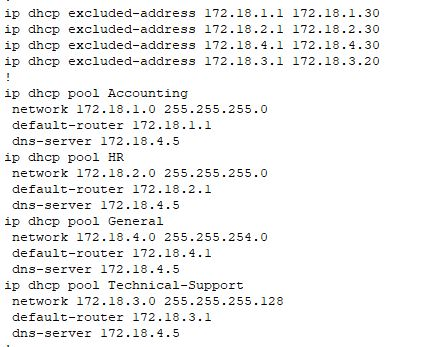 !
ip dhcp excluded-address 172.18.1.1 172.18.1.30
ip dhcp excluded-address 172.18.2.1 172.18.2.30
ip dhcp excluded-address 172.18.4.1 172.18.4.30
ip dhcp excluded-address 172.18.3.1 172.18.3.20
!
ip dhcp pool Accounting
 network 172.18.1.0 255.255.255.0
 default-router 172.18.1.1
 dns-server 172.18.4.5
ip dhcp pool HR
 network 172.18.2.0 255.255.255.0
 default-router 172.18.2.1
 dns-server 172.18.4.5
ip dhcp pool General
 network 172.18.4.0 255.255.254.0
 default-router 172.18.4.1
 dns-server 172.18.4.5
ip dhcp pool Technical-Support
 network 172.18.3.0 255.255.255.128
 default-router 172.18.3.1
 dns-server 172.18.4.5
!